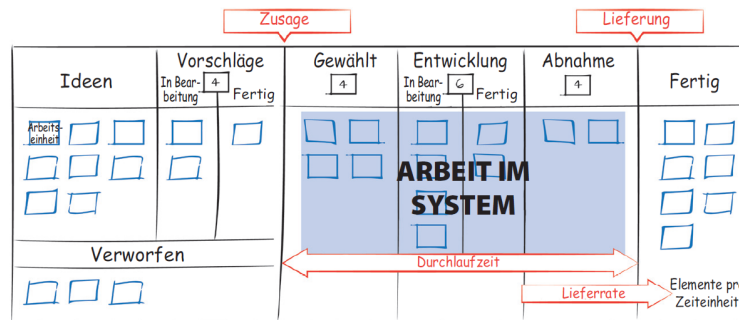 Zusage
Lieferung
Ideen
Vorschläge
In Bear-
beitung
4
Fertig
Gewählt
4
Entwicklung
In Bear-
beitung
6
Fertig
Abnahme
4
Fertig
Arbeits-
einheit
ARBEIT IM
SYSTEM
Verworfen
Durchlaufzeit
Lieferrate
Elemente pro
Zeiteinheit